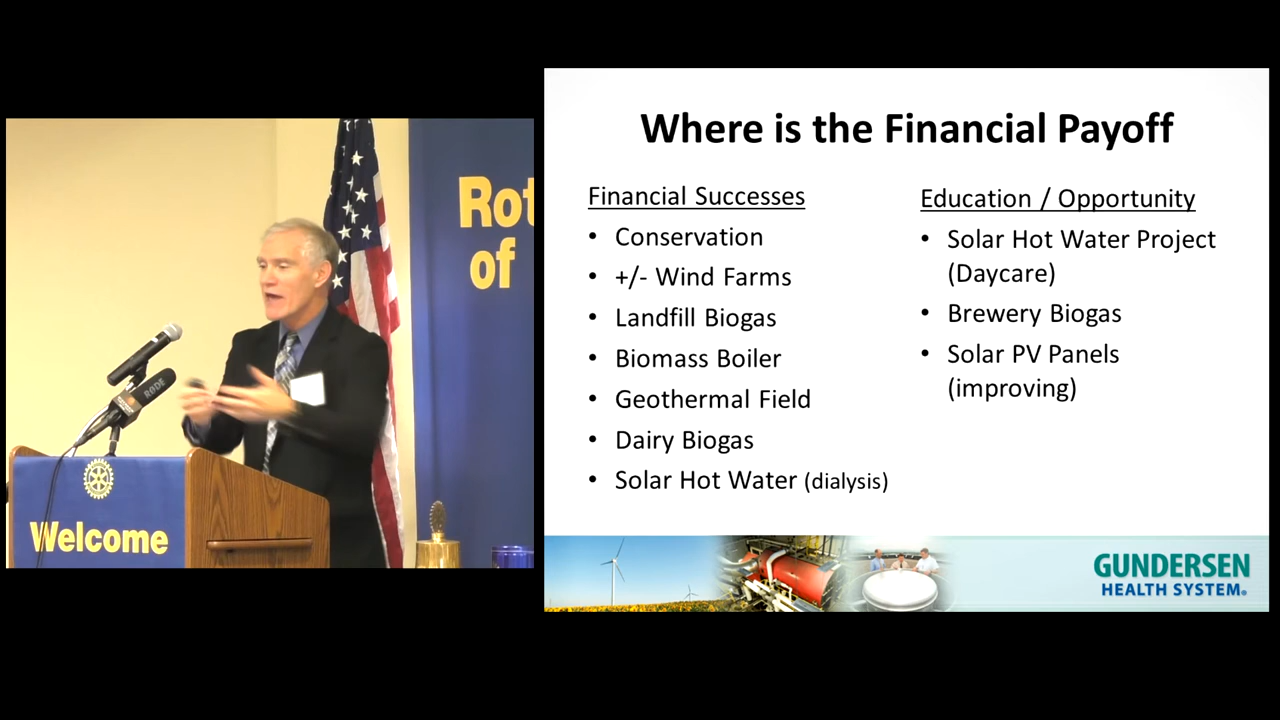 Rot
of
RODE
Welcome
Where is the Financial Payoff
Financial Successes
• Conservation
• +/- Wind Farms
• Landfill Biogas
• Biomass Boiler
• Geothermal Field
• Dairy Biogas
• Solar Hot Water (dialysis)
Education / Opportunity
• Solar Hot Water Project
(Daycare)
• Brewery Biogas
• Solar PV Panels
(improving)
GUNDERSEN
HEALTH SYSTEM®